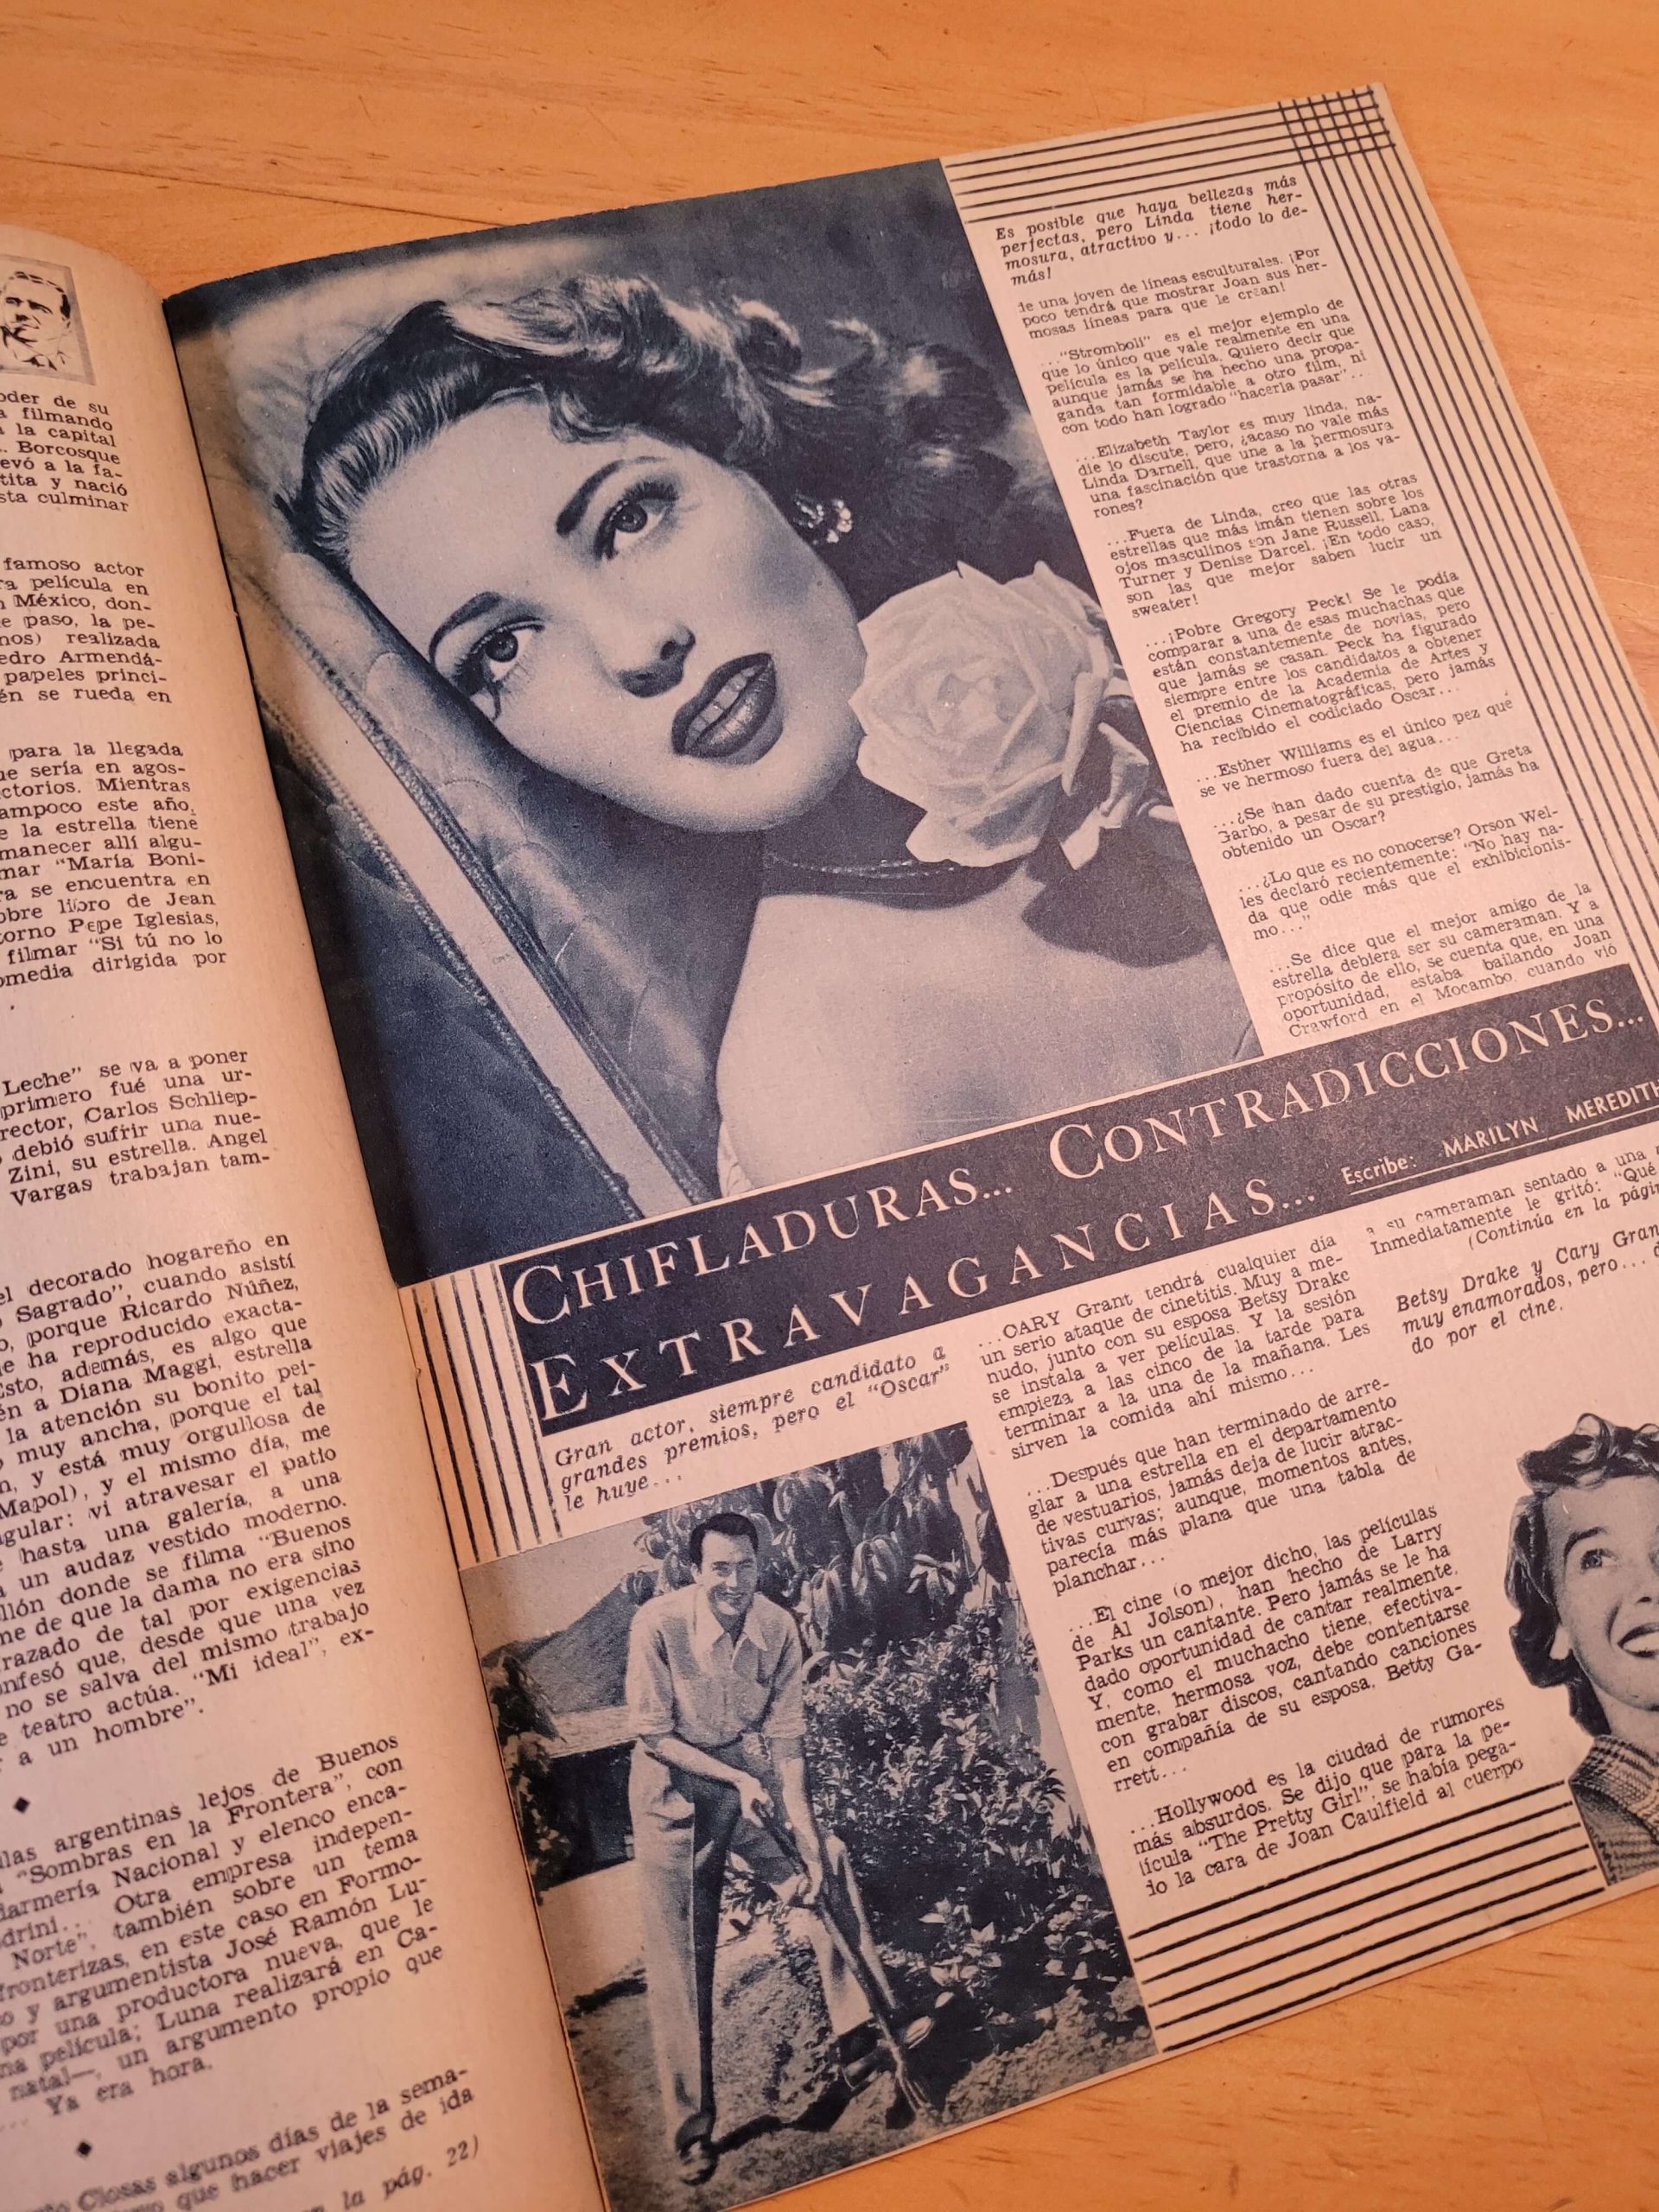 oder de su
a filmando
a la capital
.. Borcosque
evó a la fa-
tita y nació
sta culminar
famoso actor
ra película en
n México, don-
e paso, la pe-
nos) realizada
edro Armendá-
papeles princi-
én se rueda en
para la llegada
ue sería en agos-
ctorios. Mientras
ampoco este año,
e la estrella tiene
manecer allí algu-
mar "María Boni-
ra se encuentra en
obre libro de Jean
torno Pepe Iglesias,
filmar "Si tú no lo
omedia dirigida por
.
Leche" se va a poner
primero fué una ur-
rector, Carlos Schliep-
debió sufrir una nue-
Zini, su estrella. Angel
Vargas trabajan tam-
el decorado hogareño en
Sagrado", cuando asistí
o, porque Ricardo Núñez,
e ha reproducido exacta-
Esto, además, es algo que
én a Diana Maggi, estrella
la atención su bonito pei-
o muy ancha, porque el tal
n, y está muy orgullosa de
Mapol), y el mismo día, me
gular: vi atravesar el patio
e hasta una galería, a una
n un audaz vestido moderno.
llón donde se filma "Buenos
me de que la dama no era sino
razado de tal por exigencias
onfesó que, desde que una vez
no se salva del mismo trabajo
e teatro actúa. "Mi ideal", ex-
r a un hombre".
llas argentinas lejos de Buenos
"Sombras en la Frontera", con
darmería Nacional y elenco enca-
drini... Otra empresa indepen-
Norte", también sobre un tema
fronterizas, en este caso en Formo-
o y argumentista José Ramón Lu-
por una productora nueva, que le
na película; Luna realizará en Ca-
natal—, un argumento propio que
... Ya era hora.
Closas algunos días de la sema-
que hacer viajes de ida
en la pág. 22)
Es posible que haya bellezas más
perfectas, pero Linda tiene her-
mosura, atractivo y... ¡todo lo de-
más!
de una joven de líneas esculturales. ¡Por
poco tendrá que mostrar Joan sus her-
mosas líneas para que le crean!
..."Stromboli" es el mejor ejemplo de
que lo único que vale realmente en una
película es la película. Quiero decir que
aunque jamás se ha hecho una propa-
ganda tan formidable a otro film, ni
con todo han logrado "hacerla pasar"...
...Elizabeth Taylor es muy linda, na-
die lo discute, pero, ¿acaso no vale más
Linda Darnell, que une a la hermosura
una fascinación que trastorna a los va-
rones?
...Fuera de Linda, creo que las otras
estrellas que más imán tienen sobre los
ojos masculinos son Jane Russell, Lana
Turner y Denise Darcel. ¡En todo caso,
son las que mejor saben lucir un
sweater!
...¡Pobre Gregory Peck! Se le podía
comparar a una de esas muchachas que
están constantemente de novias, pero
que jamás se casan. Peck ha figurado
siempre entre los candidatos a obtener
el premio de la Academia de Artes y
Ciencias Cinematográficas, pero jamás
ha recibido el codiciado Oscar...
...Esther Williams es el único pez que
se ve hermoso fuera del agua...
...¿Se han dado cuenta de que Greta
Garbo, a pesar de su prestigio, jamás ha
obtenido un Oscar?
...¿Lo que es no conocerse? Orson Wel-
les declaró recientemente: "No hay na-
da que odie más que el exhibicionis-
mo..."
...Se dice que el mejor amigo de la
estrella debiera ser su cameraman. Y a
propósito de ello, se cuenta que, en una
oportunidad, estaba bailando Joan
Crawford en el Mocambo, cuando vió
CHIFLADURAS... CONTRADICCIONES...
EXTRAVAGANCIAS...
Escribe: MARILYN MEREDITH
Gran actor, siempre candidato a
grandes premios, pero el "Oscar"
le huye...
...CARY Grant tendrá cualquier día
un serio ataque de cinetitis. Muy a me-
nudo, junto con su esposa Betsy Drake
se instala a ver películas. Y la sesión
empieza a las cinco de la tarde para
terminar a la una de la mañana. Les
sirven la comida ahí mismo...
...Después que han terminado de arre-
glar a una estrella en el departamento
de vestuarios, jamás deja de lucir atrac-
tivas curvas; aunque, momentos antes,
parecía más plana que una tabla de
planchar...
...El cine (o mejor dicho, las películas
de Al Jolson), han hecho de Larry
Parks un cantante. Pero jamás se le ha
dado oportunidad de cantar realmente.
Y, como el muchacho tiene, efectiva-
mente, hermosa voz, debe contentarse
con grabar discos, cantando canciones
en compañía de su esposa, Betty Ga-
rrett...
...Hollywood es la ciudad de rumores
más absurdos. Se dijo que para la pe-
lícula "The Pretty Girl", se había pega-
do la cara de Joan Caulfield al cuerpo
a su cameraman sentado a una
Inmediatamente le gritó: "Qué
(Continúa en la págin
Betsy Drake y Cary Gran
muy enamorados, pero...
do por el cine.